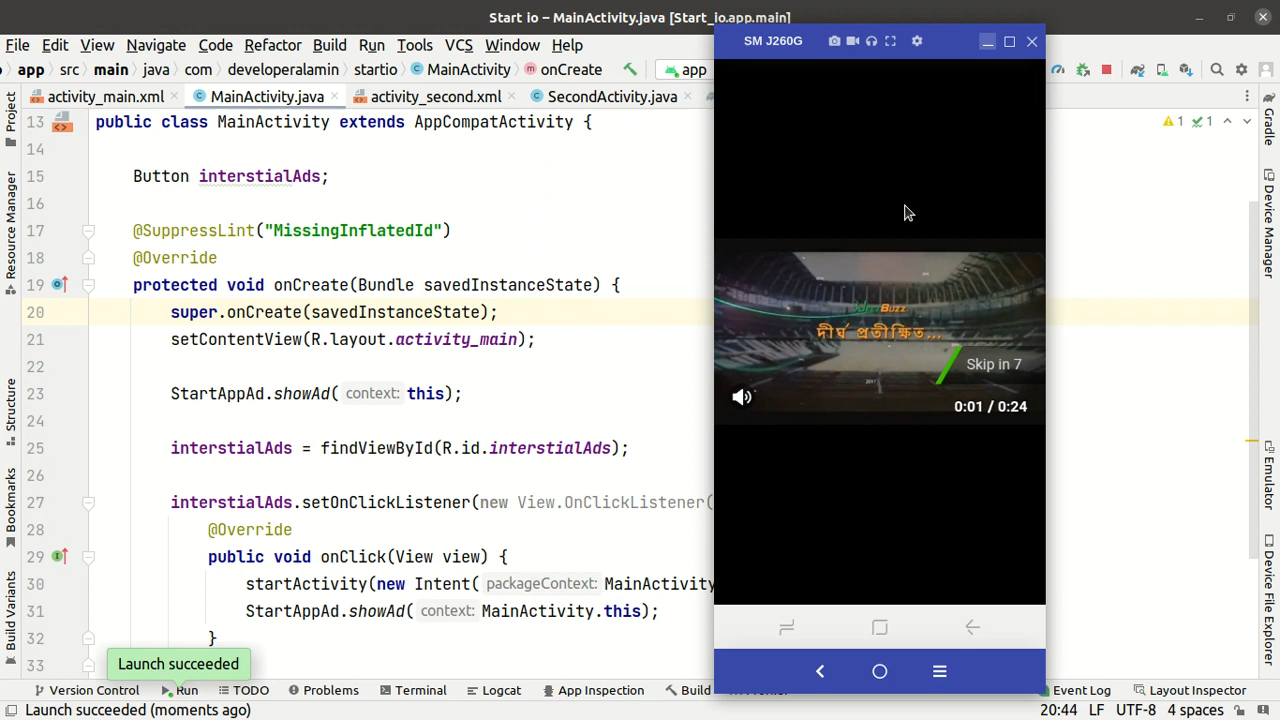 Start io – MainActivity.java [Start_io.app.main]
File Edit View Navigate Code Refactor Build Run Tools VCS Window Help
app src main java com developeralamin startio MainActivity onCreate app
activity_main.xml MainActivity.java activity_second.xml SecondActivity.java
13 public class MainActivity extends AppCompatActivity {
14
15 Button interstialAds;
16
17 @SuppressLint("MissingInflatedId")
18 @Override
19 protected void onCreate(Bundle savedInstanceState) {
20 super.onCreate(savedInstanceState);
21 setContentView(R.layout.activity_main);
22
23 StartAppAd.showAd( context: this);
24
25 interstialAds = findViewById(R.id.interstialAds);
26
27 interstialAds.setOnClickListener(new View.OnClickListener(
28 @Override
29 public void onClick(View view) {
30 startActivity(new Intent( packageContext: MainActivity
31 StartAppAd.showAd( context: MainActivity.this);
32 }
33
1 1
Project
Resource Manager
Structure
Bookmarks
Build Variants
SM J260G
Buzz
দীর্ঘ প্রতীক্ষিত...
Skip in 7
0:01 / 0:24
Gradle
Device Manager
Emulator
Device File Explorer
Launch succeeded
Version Control Run TODO Problems Terminal Logcat App Inspection Build Event Log Layout Inspector
Launch succeeded (moments ago) 20:44 LF UTF-8 4 spaces